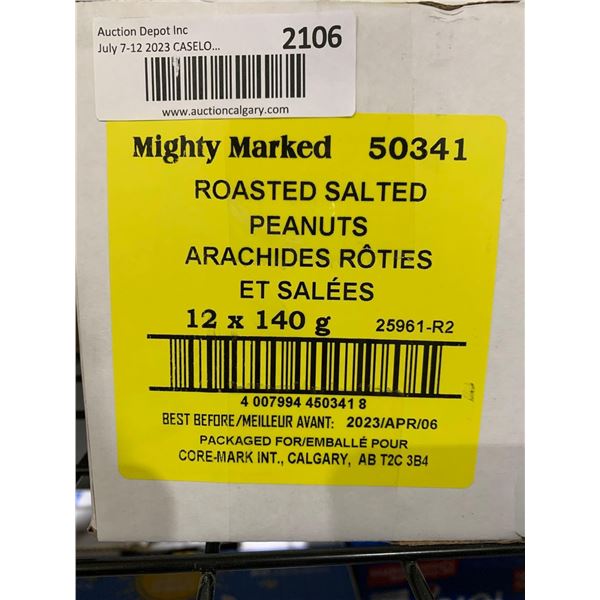 Auction Depot Inc
July 7-12 2023 CASELO...
2106
www.auctioncalgary.com
Mighty Marked 50341
ROASTED SALTED
PEANUTS
ARACHIDES RÔTIES
ET SALÉES
12 x 140 g 25961-R2
4 007994 450341 8
BEST BEFORE/MEILLEUR AVANT: 2023/APR/06
PACKAGED FOR/EMBALLÉ POUR
CORE-MARK INT., CALGARY, AB T2C 3B4